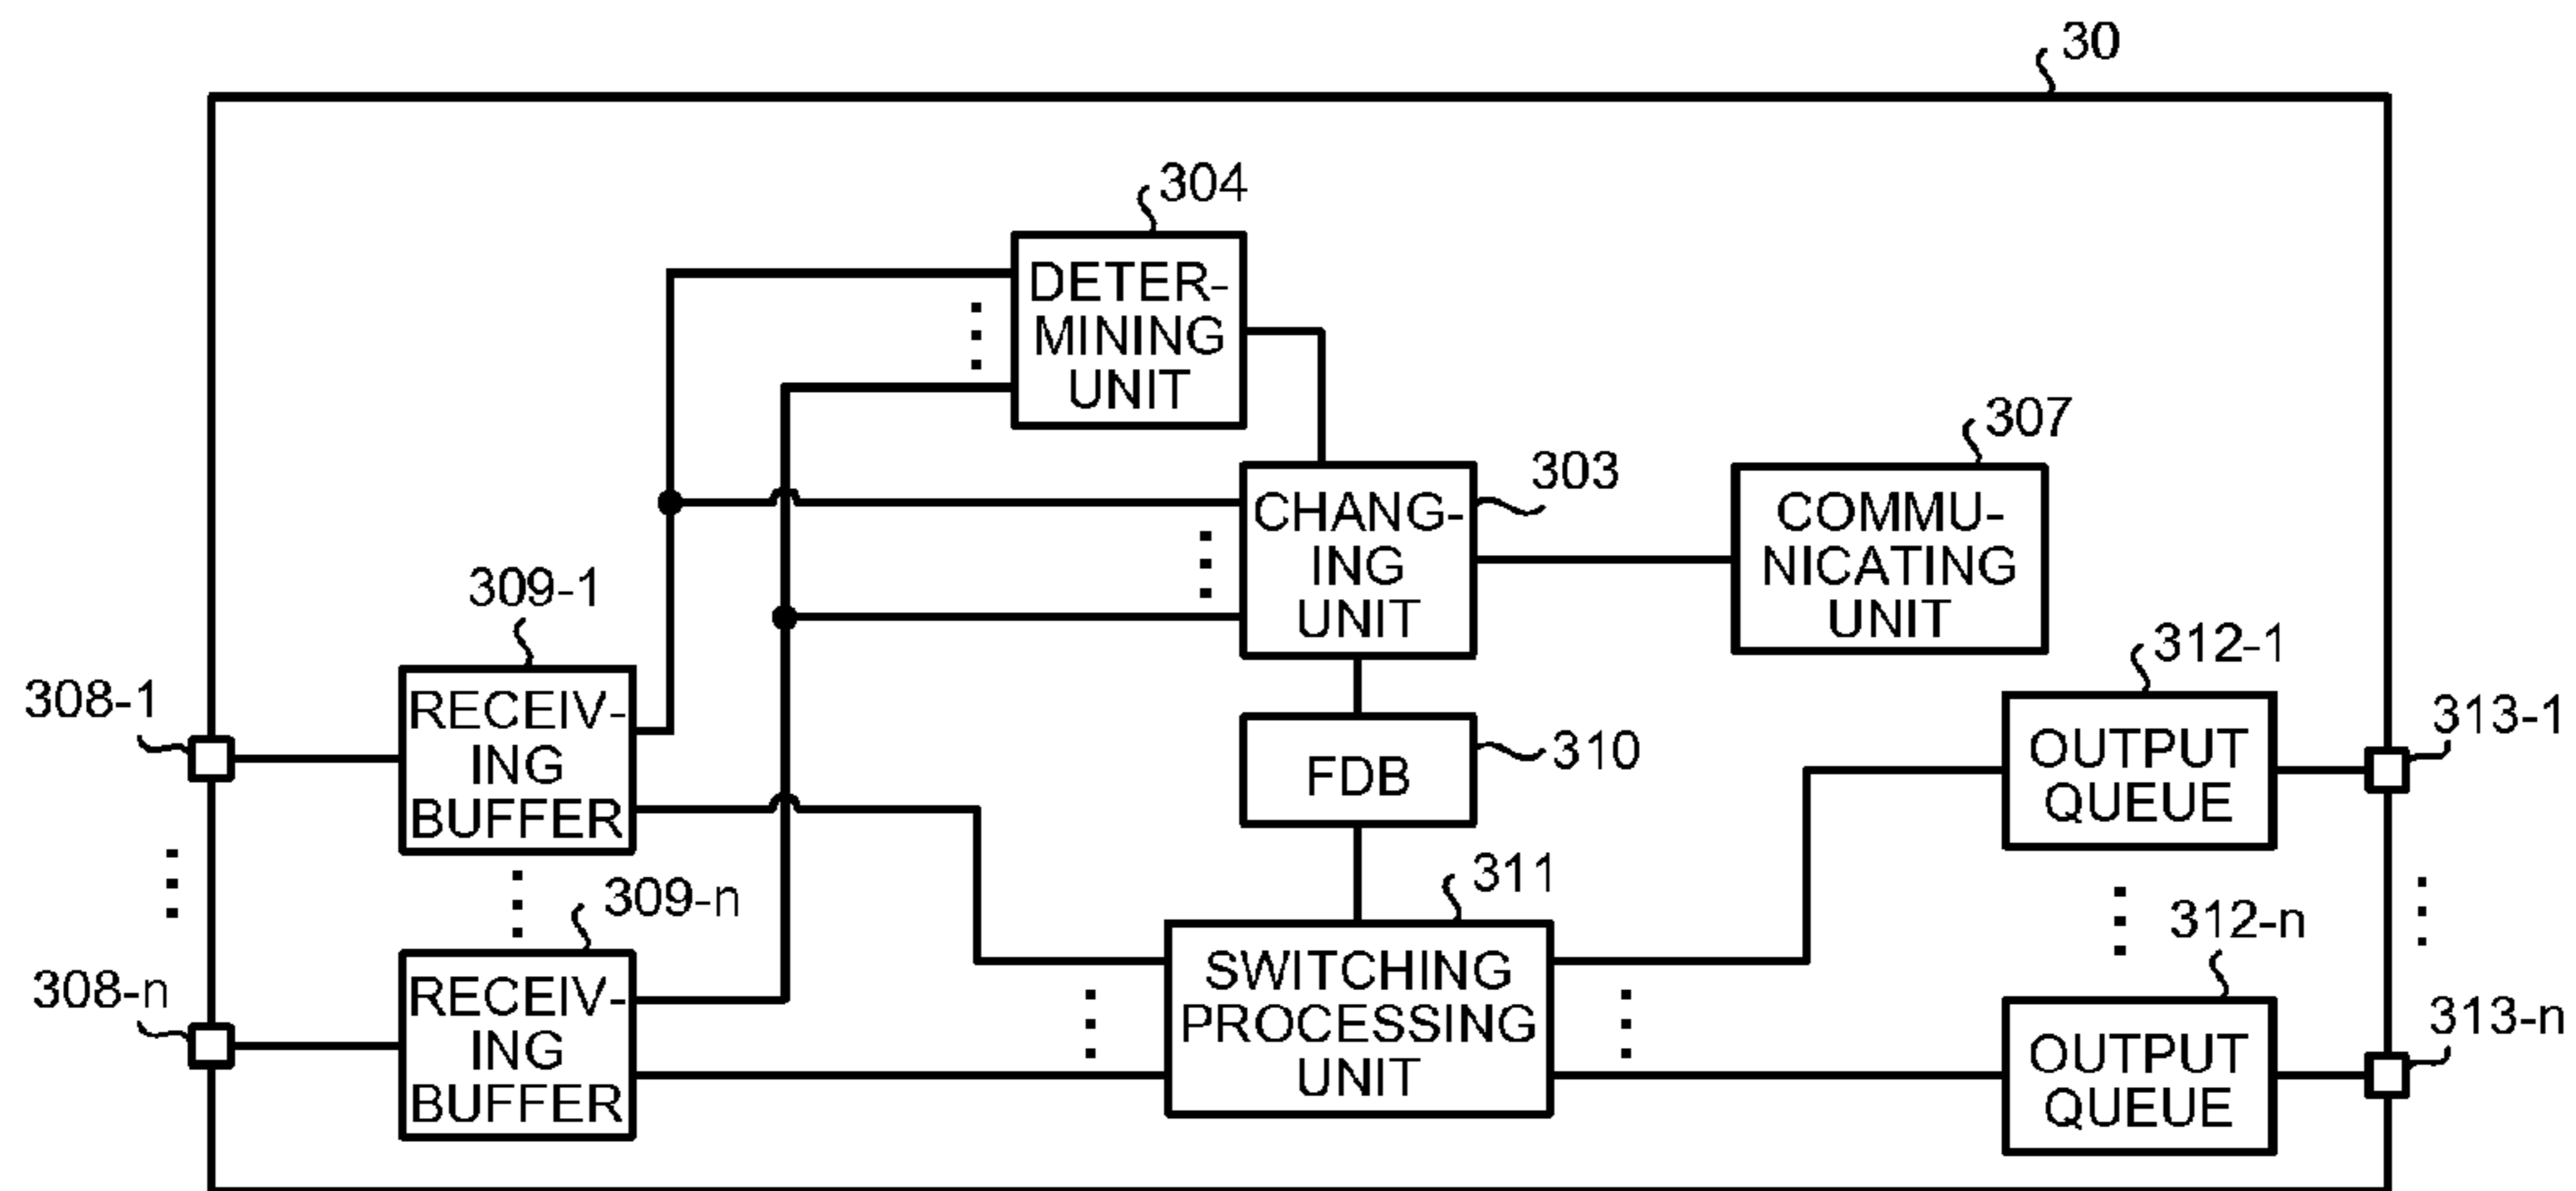 30
304
DETER-
MINING
UNIT
307
303
CHANG-
ING
UNIT
COMMU-
NICATING
UNIT
309-1
308-1
RECEIV-
ING
BUFFER
312-1
OUTPUT
QUEUE
313-1
310
FDB
309-n
308-n
RECEIV-
ING
BUFFER
311
SWITCHING
PROCESSING
UNIT
312-n
OUTPUT
QUEUE
313-n